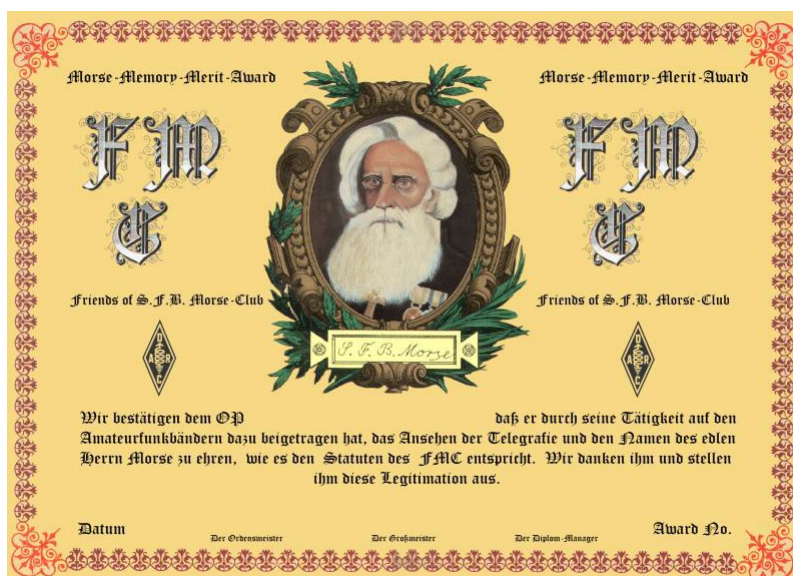 Morse-Memory-Merit-Award
Morse-Memory-Merit-Award
F M
C
F M
C
Friends of S.F.B. Morse-Club
Friends of S.F.B. Morse-Club
D
A R
C
D
A R
C
S. F. B. Morse
Wir bestätigen dem OP daß er durch seine Tätigkeit auf den
Amateurfunkbändern dazu beigetragen hat, das Ansehen der Telegrafie und den Namen des edlen
Herrn Morse zu ehren, wie es den Statuten des FMC entspricht. Wir danken ihm und stellen
ihm diese Legitimation aus.
Datum Award No.
Der Ordensmeister Der Großmeister Der Diplom-Manager